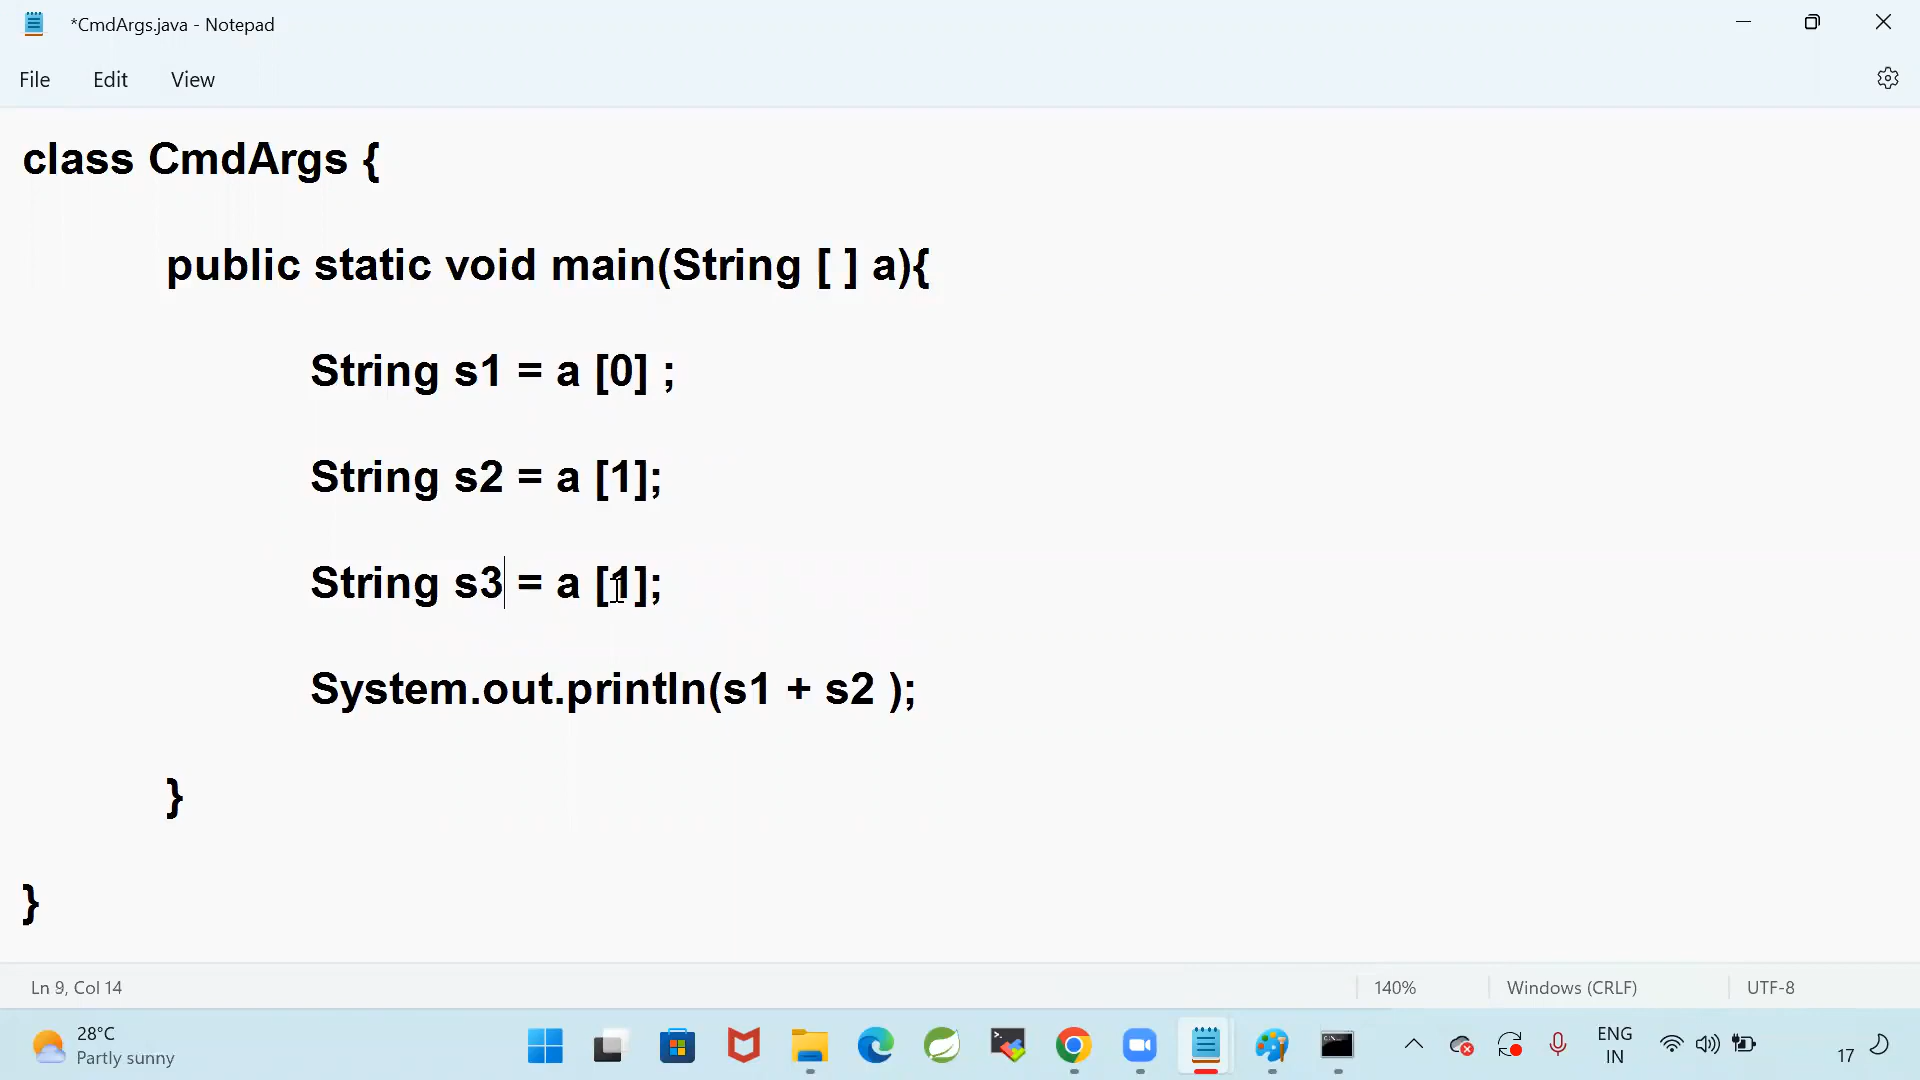 *CmdArgs.java - Notepad
File Edit View
class CmdArgs {
public static void main(String [ ] a){
String s1 = a [0] ;
String s2 = a [1];
String s3 = a [1];
System.out.println(s1 + s2 );
}
}
Ln 9, Col 14 140% Windows (CRLF) UTF-8
28°C
Partly sunny
ENG
IN
17